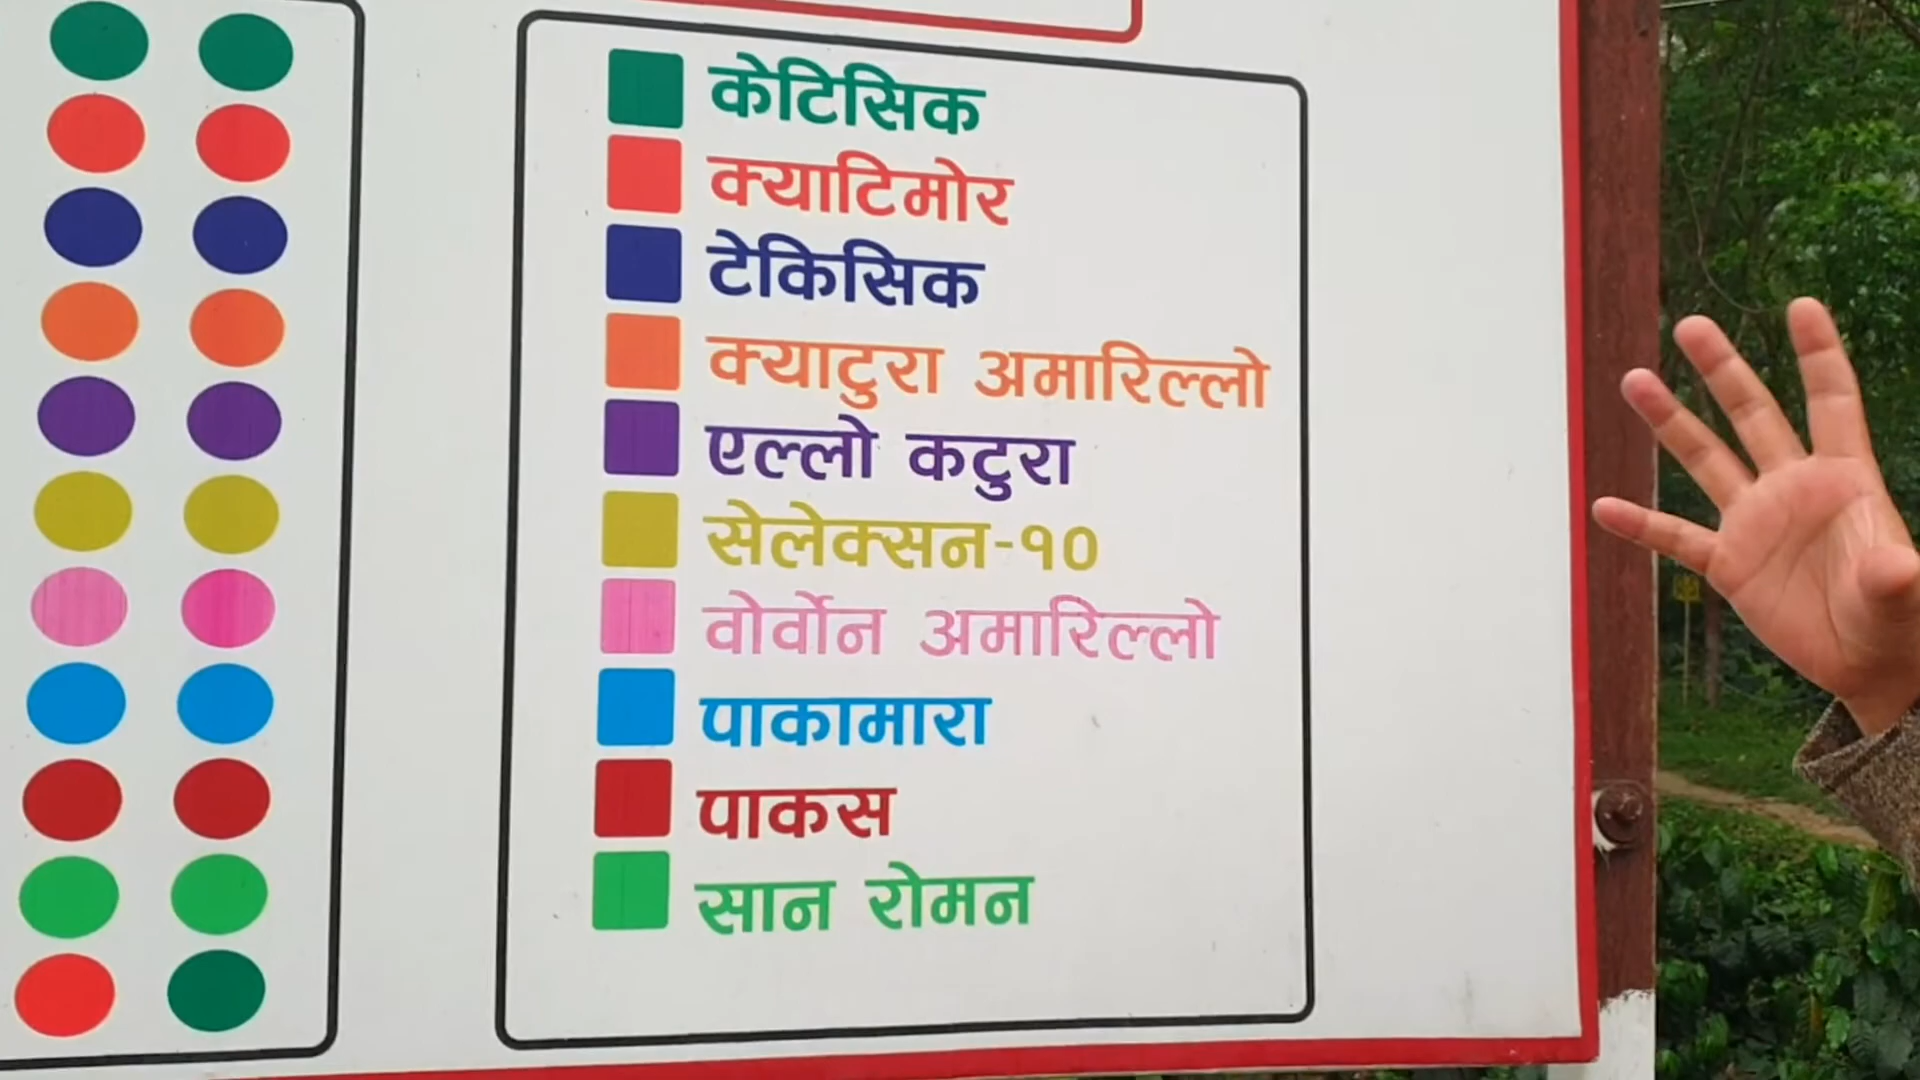 केटिसिक
क्याटिमोर
टेकिसिक
क्याटुरा अमारिल्लो
एल्लो कटुरा
सेलेक्सन-१०
वोर्वोन अमारिल्लो
पाकामारा
पाकस
सान रोमन